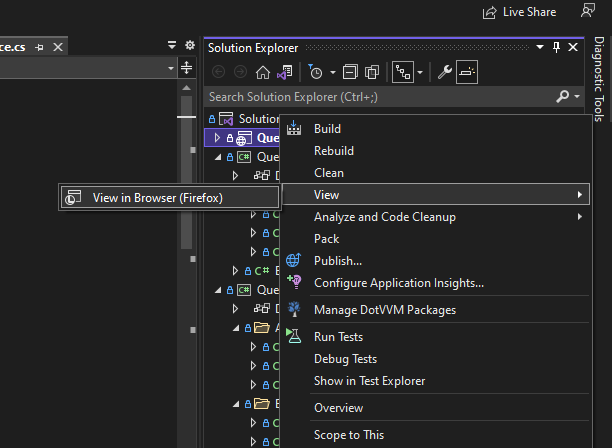 Live Share
ce.cs
Solution Explorer
Search Solution Explorer (Ctrl+;)
Diagnostic Tools
Solution
Que
Que
D
C
C
C
C# E
Que
D
A
C
C
C
E
C
C
Build
Rebuild
Clean
View
View in Browser (Firefox)
Analyze and Code Cleanup
Pack
Publish...
Configure Application Insights...
Manage DotVVM Packages
Run Tests
Debug Tests
Show in Test Explorer
Overview
Scope to This